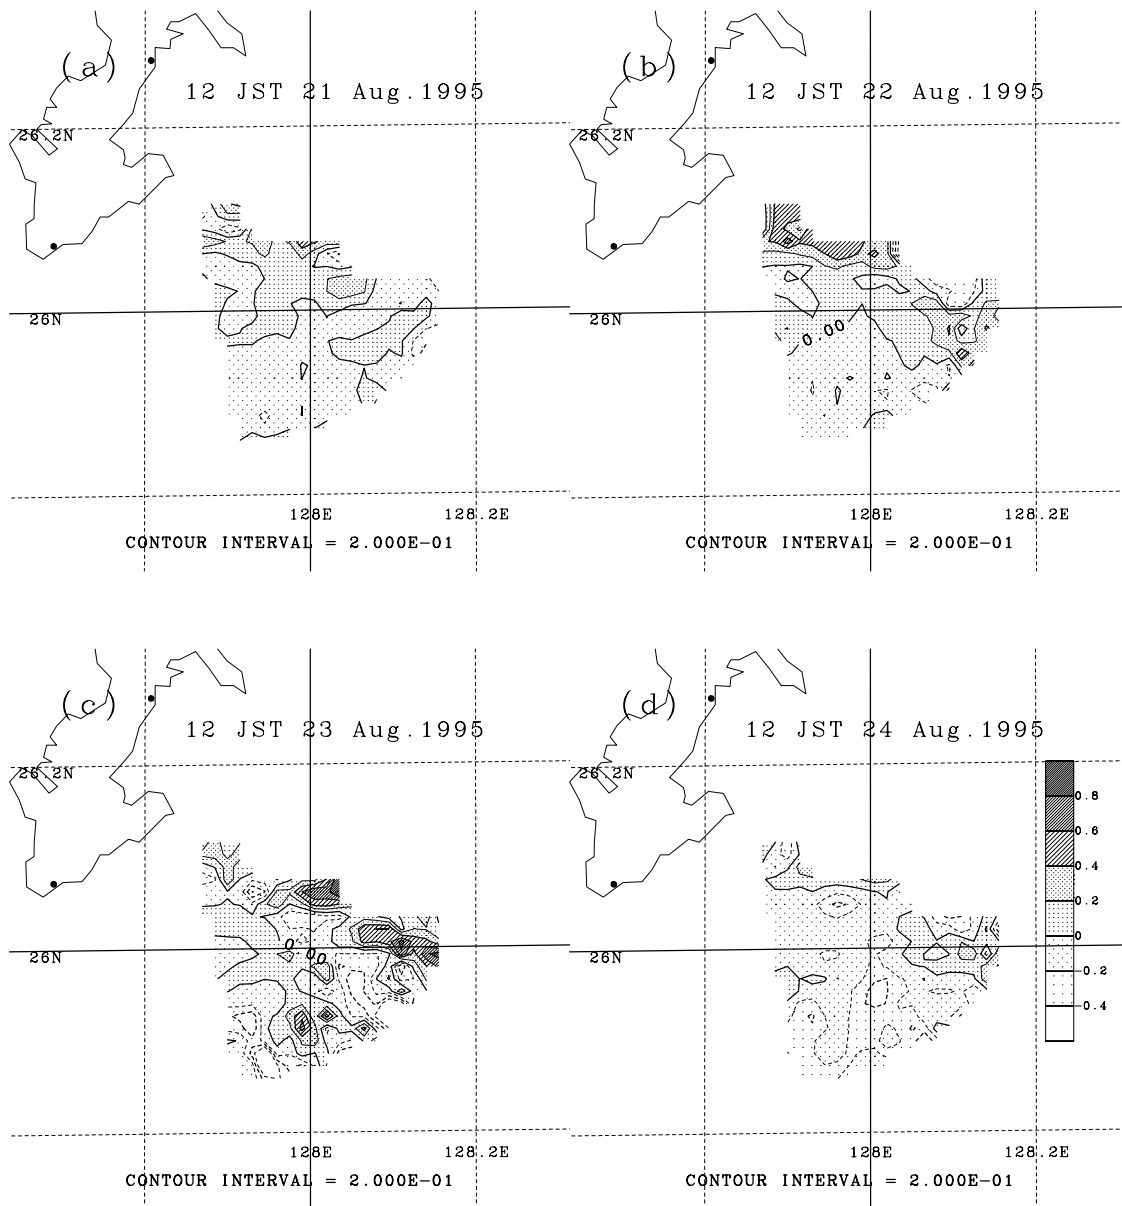 (a)
12 JST 21 Aug.1995
26.2N
26N
128E
128.2E
CONTOUR INTERVAL = 2.000E-01
(b)
12 JST 22 Aug.1995
26.2N
0.00
26N
128E
128.2E
CONTOUR INTERVAL = 2.000E-01
(c)
12 JST 23 Aug.1995
26.2N
0.00
26N
128E
128.2E
CONTOUR INTERVAL = 2.000E-01
(d)
12 JST 24 Aug.1995
26.2N
0.8
0.6
0.4
0.2
0
-0.2
-0.4
26N
128E
128.2E
CONTOUR INTERVAL = 2.000E-01